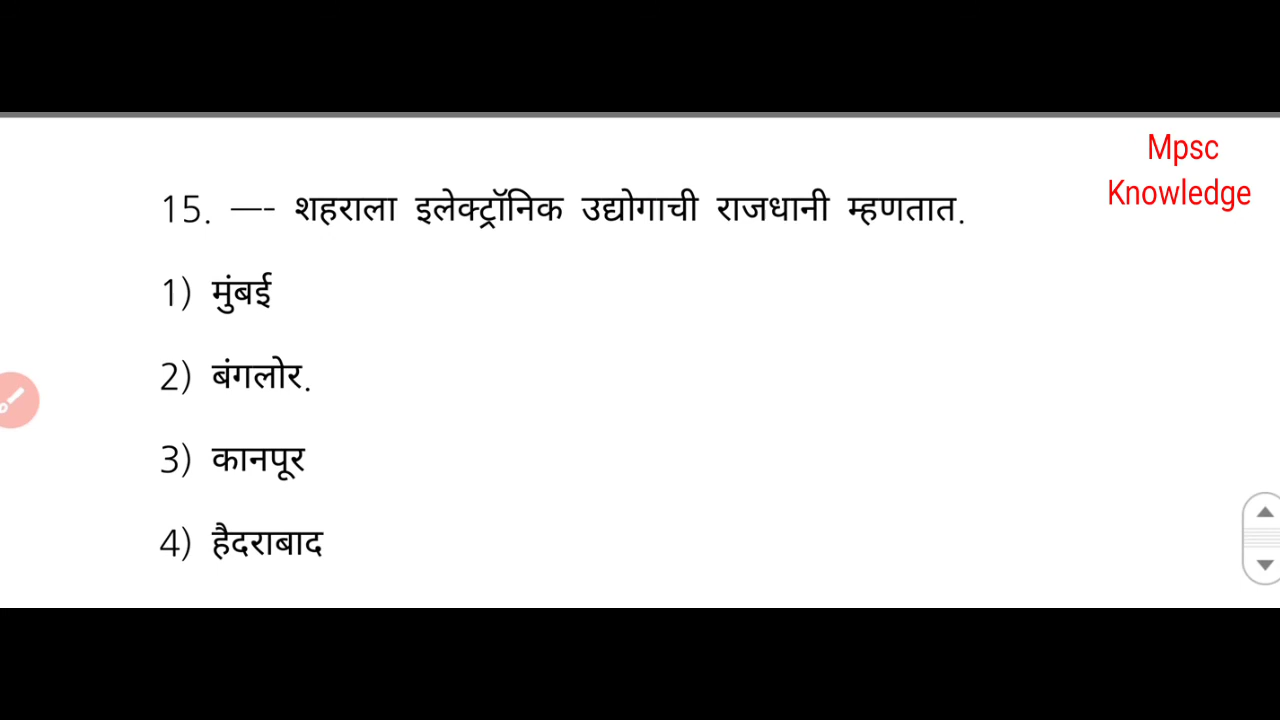 Mpsc
Knowledge
15. —- शहराला इलेक्ट्रॉनिक उद्योगाची राजधानी म्हणतात.
1) मुंबई
2) बंगलोर.
3) कानपूर
4) हैदराबाद